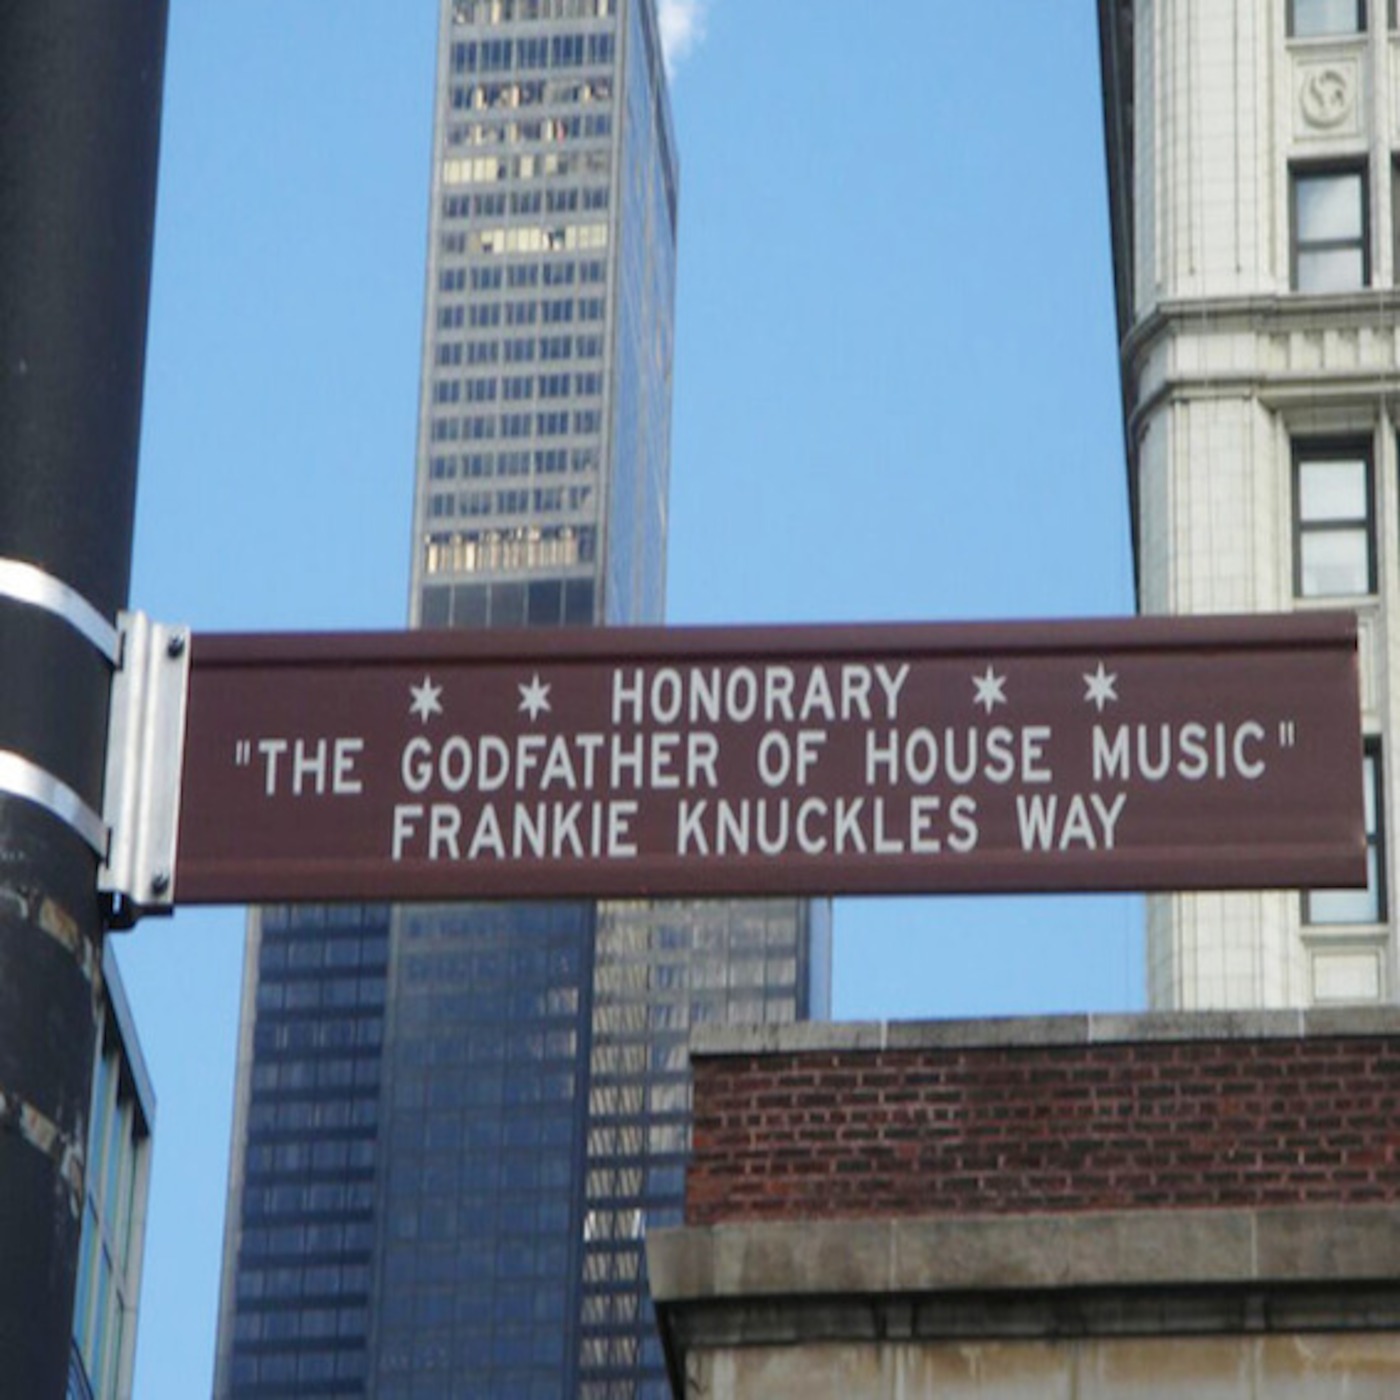 ✶ ✶ HONORARY ✶ ✶
"THE GODFATHER OF HOUSE MUSIC"
FRANKIE KNUCKLES WAY